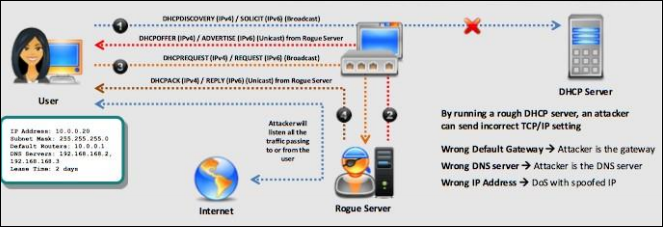 1
DHCPDISCOVERY (IPv4) / SOLICIT (IPv6) (Broadcast)
DHCPOFFER (IPv4) / ADVERTISE (IPv6) (Unicast) from Rogue Server
3
DHCPREQUEST (IPv4) / REQUEST (IPv6) (Broadcast)
DHCPACK (IPv4) / REPLY (IPv6) (Unicast) from Rogue Server
User
DHCP Server
4
2
IP Address: 10.0.0.20
Subnet Mask: 255.255.255.0
Default Routers: 10.0.0.1
DNS Servers: 192.168.168.2,
192.168.168.3
Lease Time: 2 days
Attacker will
listen all the
traffic passing
to or from the
user
Internet
Rogue Server
By running a rough DHCP server, an attacker
can send incorrect TCP/IP setting
Wrong Default Gateway → Attacker is the gateway
Wrong DNS server → Attacker is the DNS server
Wrong IP Address → DoS with spoofed IP